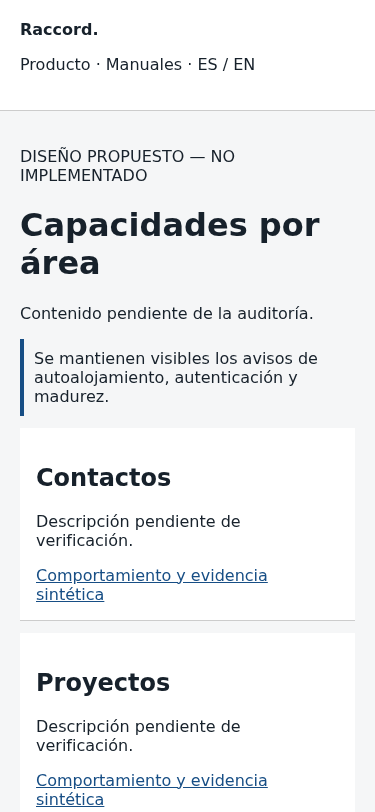 Raccord.
Producto · Manuales · ES / EN
DISEÑO PROPUESTO — NO
IMPLEMENTADO
Capacidades por
área
Contenido pendiente de la auditoría.
Se mantienen visibles los avisos de
autoalojamiento, autenticación y
madurez.
Contactos
Descripción pendiente de
verificación.
Comportamiento y evidencia
sintética
Proyectos
Descripción pendiente de
verificación.
Comportamiento y evidencia
sintética